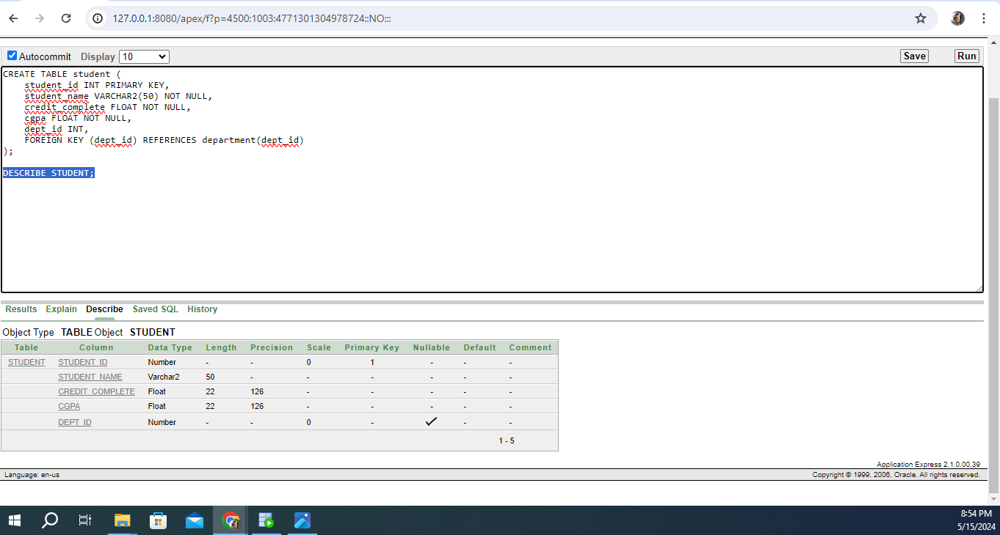 127.0.0.1:8080/apex/f?p=4500:1003:4771301304978724::NO:::
Autocommit Display 10 Save Run
CREATE TABLE student (
student_id INT PRIMARY KEY,
student_name VARCHAR2(50) NOT NULL,
credit_complete FLOAT NOT NULL,
cgpa FLOAT NOT NULL,
dept_id INT,
FOREIGN KEY (dept_id) REFERENCES department(dept_id)
);
DESCRIBE STUDENT;
Results Explain Describe Saved SQL History
Object Type TABLE Object STUDENT
Table Column Data Type Length Precision Scale Primary Key Nullable Default Comment
STUDENT STUDENT_ID Number - - 0 1 - - -
STUDENT_NAME Varchar2 50 - - - - - -
CREDIT_COMPLETE Float 22 126 - - - - -
CGPA Float 22 126 - - - - -
DEPT_ID Number - - 0 - ✓ - -
1 - 5
Application Express 2.1.0.00.39
Language: en-us Copyright © 1999, 2006, Oracle. All rights reserved.
8:54 PM
5/15/2024